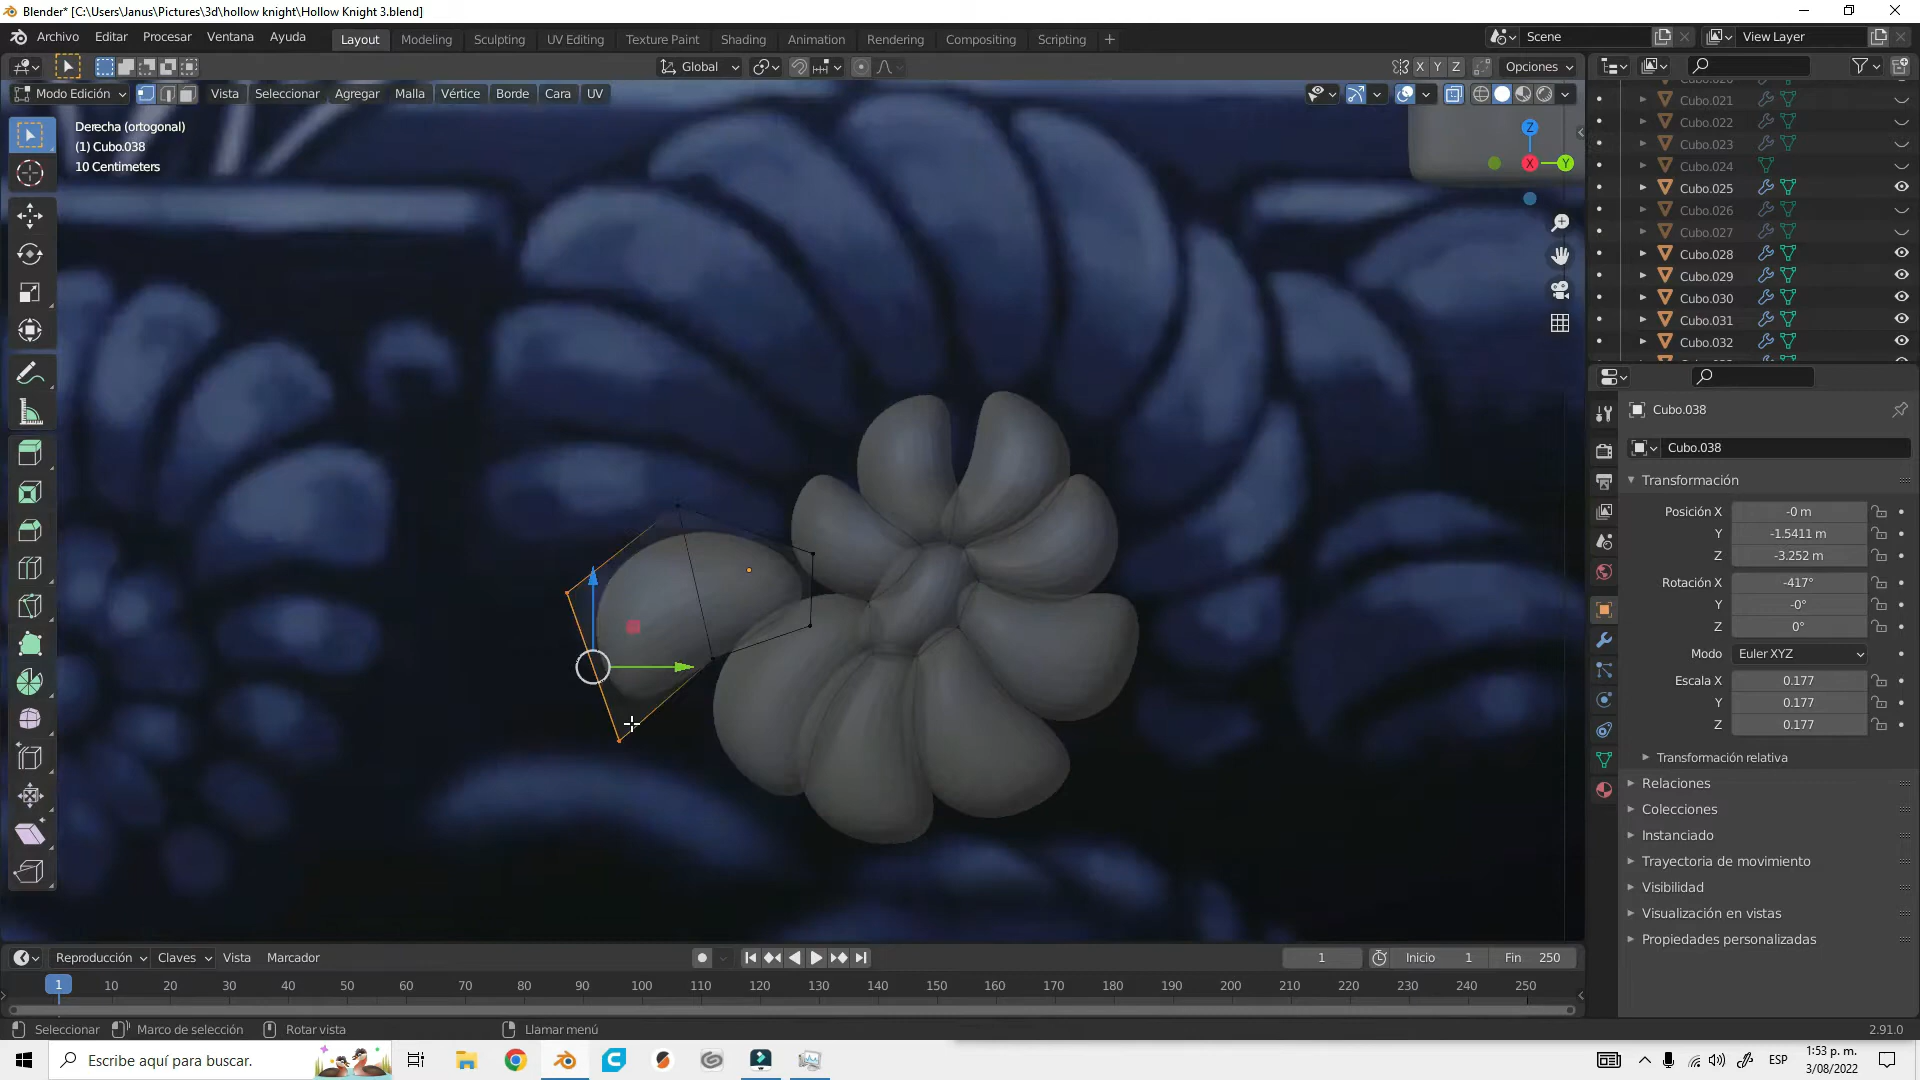 Blender* [C:\Users\Janus\Pictures\3d\hollow knight\Hollow Knight 3.blend]
Archivo Editar Procesar Ventana Ayuda Layout Modeling Sculpting UV Editing Texture Paint Shading Animation Rendering Compositing Scripting + Scene View Layer
Global X Y Z Opciones
Modo Edición Vista Seleccionar Agregar Malla Vértice Borde Cara UV
Derecha (ortogonal)
(1) Cubo.038
10 Centimeters
Z
X
Y
Cubo.021
Cubo.022
Cubo.023
Cubo.024
Cubo.025
Cubo.026
Cubo.027
Cubo.028
Cubo.029
Cubo.030
Cubo.031
Cubo.032
Cubo.038
Cubo.038
Transformación
Posición X -0 m
Y -1.5411 m
Z -3.252 m
Rotación X -417°
Y -0°
Z 0°
Modo Euler XYZ
Escala X 0.177
Y 0.177
Z 0.177
Transformación relativa
Relaciones
Colecciones
Instanciado
Trayectoria de movimiento
Visibilidad
Visualización en vistas
Propiedades personalizadas
Reproducción Claves Vista Marcador 1 Inicio 1 Fin 250
1 10 20 30 40 50 60 70 80 90 100 110 120 130 140 150 160 170 180 190 200 210 220 230 240 250
Seleccionar Marco de selección Rotar vista Llamar menú 2.91.0
Escribe aquí para buscar. ESP 1:53 p. m.
3/08/2022